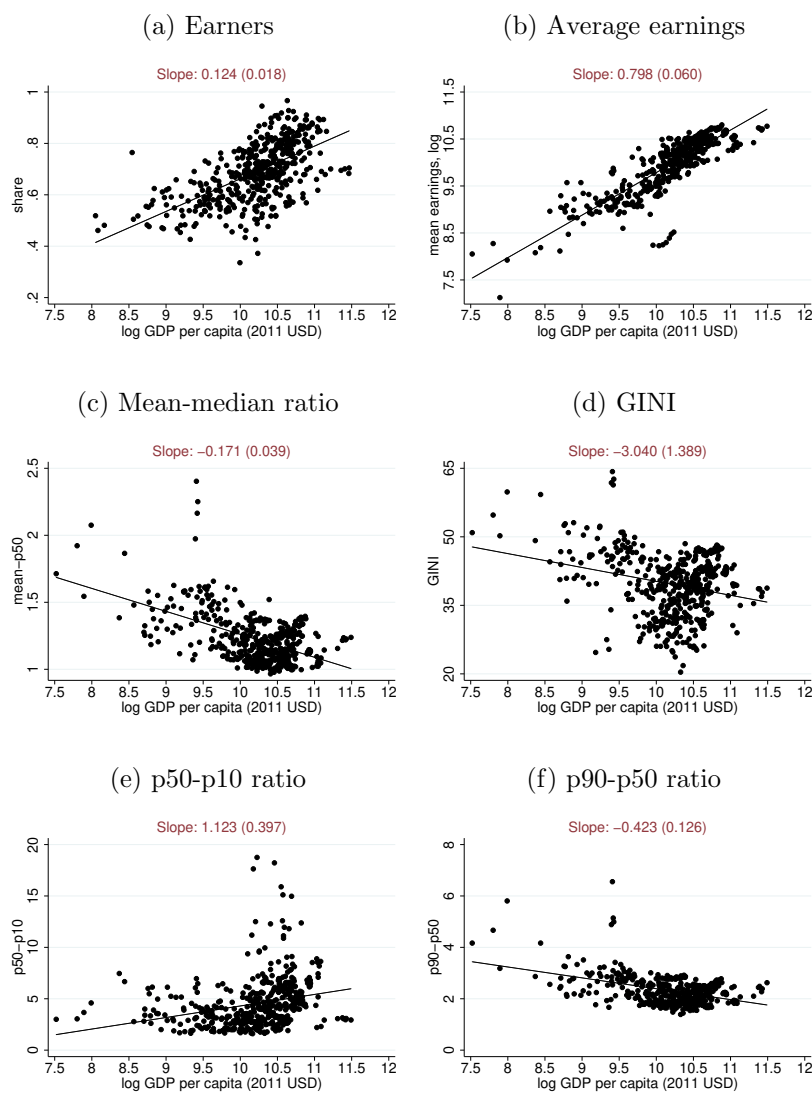 (a) Earners
Slope: 0.124 (0.018)
share
1
.8
.6
.4
.2
7.5 8 8.5 9 9.5 10 10.5 11 11.5 12
log GDP per capita (2011 USD)
(b) Average earnings
Slope: 0.798 (0.060)
mean earnings, log
11.5
10.5
9.5
8.5
7.5
7.5 8 8.5 9 9.5 10 10.5 11 11.5 12
log GDP per capita (2011 USD)
(c) Mean-median ratio
Slope: −0.171 (0.039)
mean−p50
2.5
2
1.5
1
7.5 8 8.5 9 9.5 10 10.5 11 11.5 12
log GDP per capita (2011 USD)
(d) GINI
Slope: −3.040 (1.389)
GINI
65
50
35
20
7.5 8 8.5 9 9.5 10 10.5 11 11.5 12
log GDP per capita (2011 USD)
(e) p50-p10 ratio
Slope: 1.123 (0.397)
p50−p10
20
15
10
5
0
7.5 8 8.5 9 9.5 10 10.5 11 11.5 12
log GDP per capita (2011 USD)
(f) p90-p50 ratio
Slope: −0.423 (0.126)
p90−p50
8
6
4
2
0
7.5 8 8.5 9 9.5 10 10.5 11 11.5 12
log GDP per capita (2011 USD)